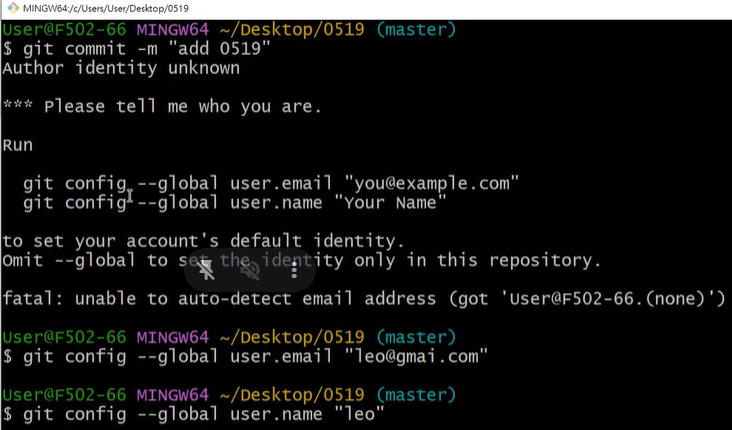 MINGW64:/c/Users/User/Desktop/0519
User@F502-66 MINGW64 ~/Desktop/0519 (master)
$ git commit -m "add 0519"
Author identity unknown
*** Please tell me who you are.
Run
git config --global user.email "you@example.com"
git config --global user.name "Your Name"
to set your account's default identity.
Omit --global to set the identity only in this repository.
fatal: unable to auto-detect email address (got 'User@F502-66.(none)')
User@F502-66 MINGW64 ~/Desktop/0519 (master)
$ git config --global user.email "leo@gmai.com"
User@F502-66 MINGW64 ~/Desktop/0519 (master)
$ git config --global user.name "leo"